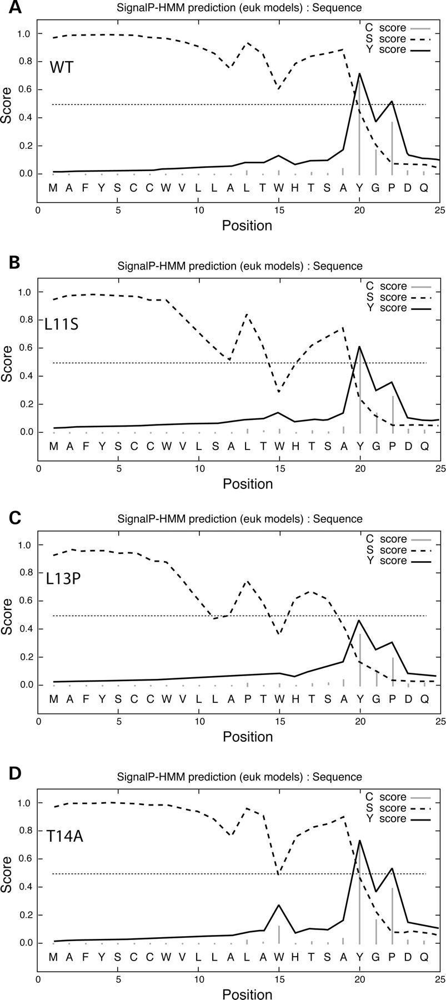 A
SignalP-HMM prediction (euk models) : Sequence
C score
S score
Y score
WT
Score
1.0
0.8
0.6
0.4
0.2
0.0
M A F Y S C C W V L L A L T W H T S A Y G P D Q
0 5 10 15 20 25
Position
B
SignalP-HMM prediction (euk models) : Sequence
C score
S score
Y score
L11S
Score
1.0
0.8
0.6
0.4
0.2
0.0
M A F Y S C C W V L S A L T W H T S A Y G P D Q
0 5 10 15 20 25
Position
C
SignalP-HMM prediction (euk models) : Sequence
C score
S score
Y score
L13P
Score
1.0
0.8
0.6
0.4
0.2
0.0
M A F Y S C C W V L L A P T W H T S A Y G P D Q
0 5 10 15 20 25
Position
D
SignalP-HMM prediction (euk models) : Sequence
C score
S score
Y score
T14A
Score
1.0
0.8
0.6
0.4
0.2
0.0
M A F Y S C C W V L L A L A W H T S A Y G P D Q
0 5 10 15 20 25
Position